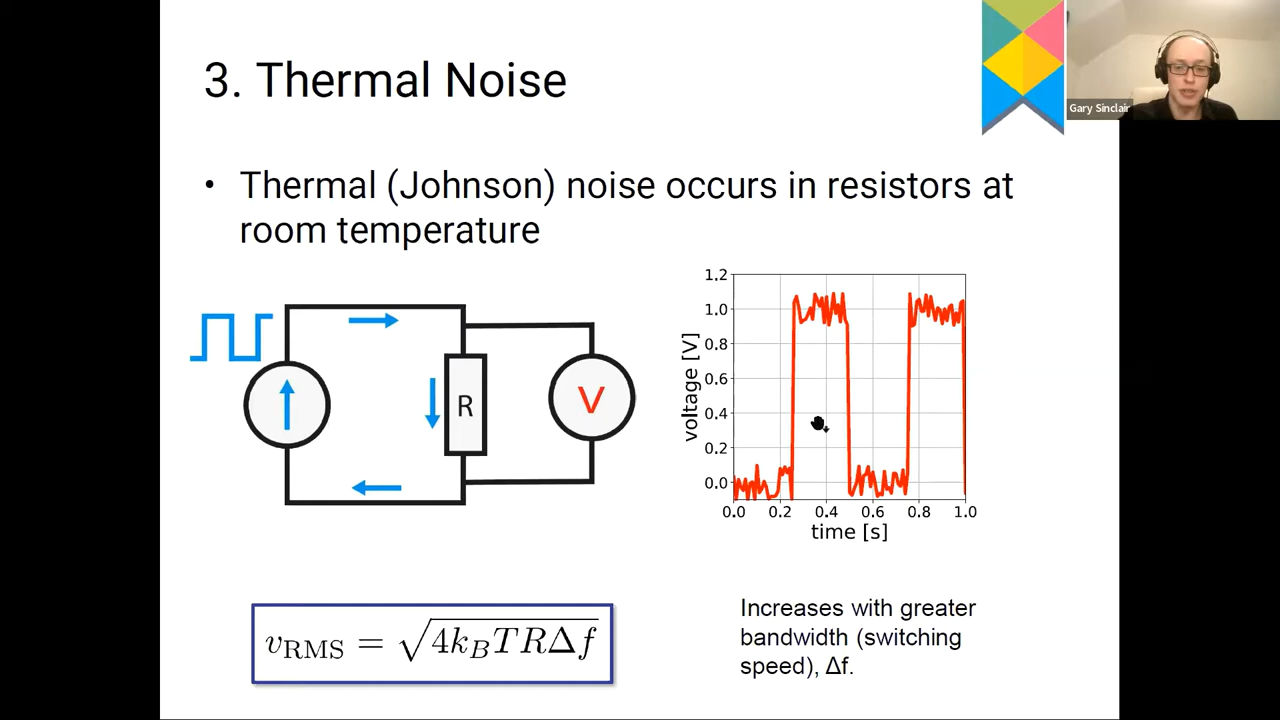 3. Thermal Noise
Gary Sinclair
• Thermal (Johnson) noise occurs in resistors at
room temperature
R
V
1.2
1.0
0.8
0.6
0.4
0.2
0.0
voltage [V]
0.0 0.2 0.4 0.6 0.8 1.0
time [s]
v_RMS = √(4k_BTRΔf)
Increases with greater
bandwidth (switching
speed), Δf.